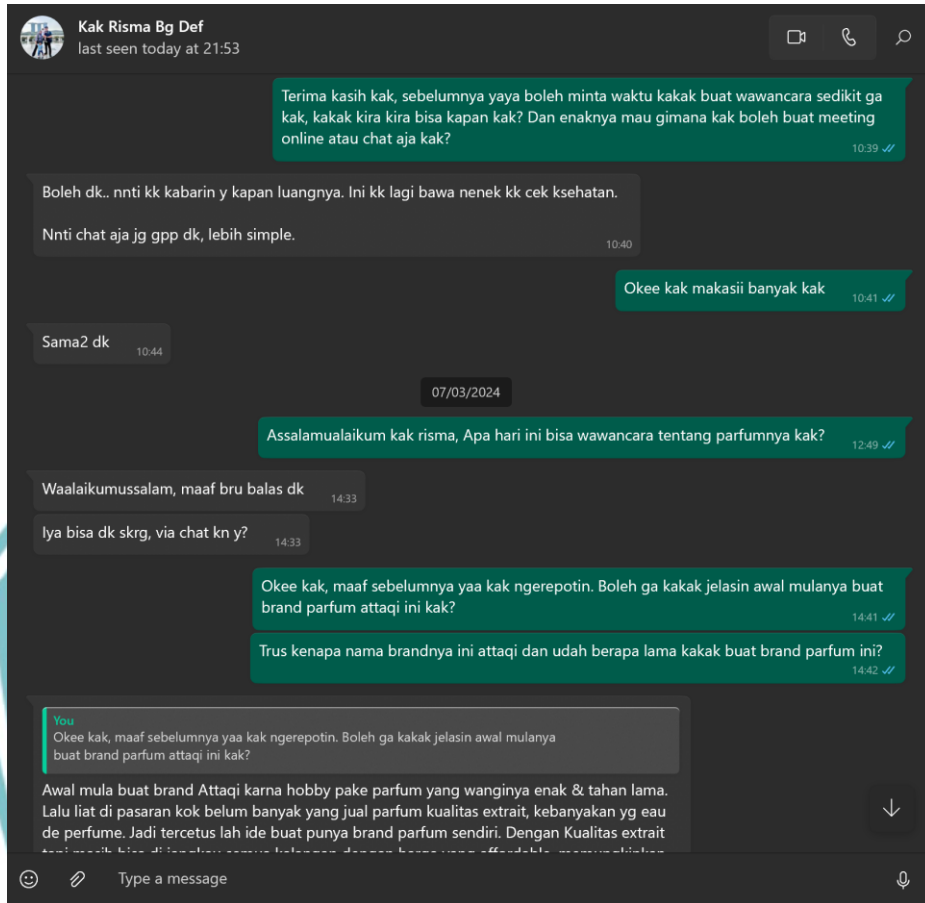 Kak Risma Bg Def
last seen today at 21:53
Terima kasih kak, sebelumnya yaya boleh minta waktu kakak buat wawancara sedikit ga
kak, kakak kira kira bisa kapan kak? Dan enaknya mau gimana kak boleh buat meeting
online atau chat aja kak?
10:39
Boleh dk.. nnti kk kabarin y kapan luangnya. Ini kk lagi bawa nenek kk cek ksehatan.
Nnti chat aja jg gpp dk, lebih simple.
10:40
Okee kak makasii banyak kak
10:41
Sama2 dk
10:44
07/03/2024
Assalamualaikum kak risma, Apa hari ini bisa wawancara tentang parfumnya kak?
12:49
Waalaikumussalam, maaf bru balas dk
14:33
Iya bisa dk skrg, via chat kn y?
14:33
Okee kak, maaf sebelumnya yaa kak ngerepotin. Boleh ga kakak jelasin awal mulanya buat
brand parfum attaqi ini kak?
14:41
Trus kenapa nama brandnya ini attaqi dan udah berapa lama kakak buat brand parfum ini?
14:42
You
Okee kak, maaf sebelumnya yaa kak ngerepotin. Boleh ga kakak jelasin awal mulanya
buat brand parfum attaqi ini kak?
Awal mula buat brand Attaqi karna hobby pake parfum yang wanginya enak & tahan lama.
Lalu liat di pasaran kok belum banyak yang jual parfum kualitas extrait, kebanyakan yg eau
de perfume. Jadi tercetus lah ide buat punya brand parfum sendiri. Dengan Kualitas extrait
Type a message